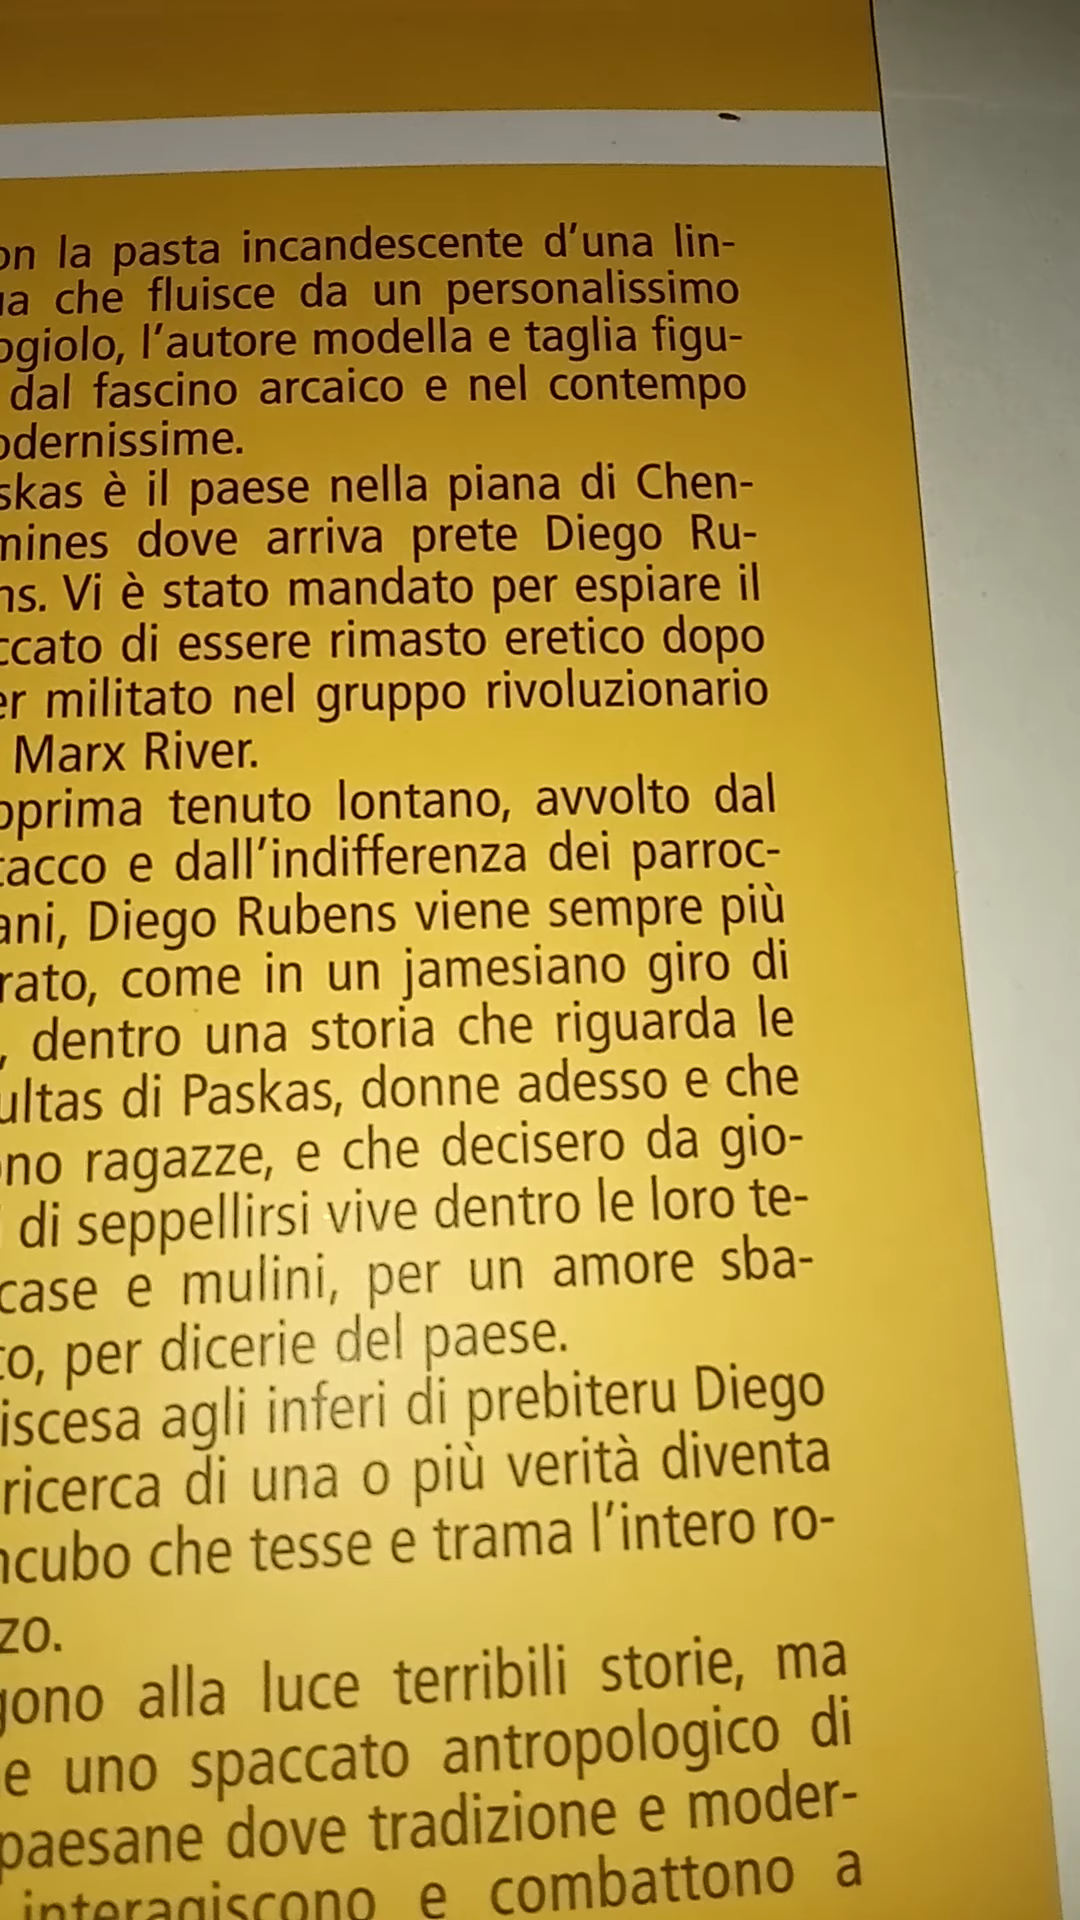 on la pasta incandescente d'una lin-
ua che fluisce da un personalissimo
ogiolo, l'autore modella e taglia figu-
dal fascino arcaico e nel contempo
odernissime.
skas è il paese nella piana di Chen-
mines dove arriva prete Diego Ru-
ns. Vi è stato mandato per espiare il
ccato di essere rimasto eretico dopo
er militato nel gruppo rivoluzionario
Marx River.
pprima tenuto lontano, avvolto dal
tacco e dall'indifferenza dei parroc-
ani, Diego Rubens viene sempre più
rato, come in un jamesiano giro di
, dentro una storia che riguarda le
ultas di Paskas, donne adesso e che
ono ragazze, e che decisero da gio-
di seppellirsi vive dentro le loro te-
case e mulini, per un amore sba-
to, per dicerie del paese.
iscesa agli inferi di prebiteru Diego
ricerca di una o più verità diventa
ncubo che tesse e trama l'intero ro-
zo.
gono alla luce terribili storie, ma
e uno spaccato antropologico di
paesane dove tradizione e moder-
interagiscono e combattono a